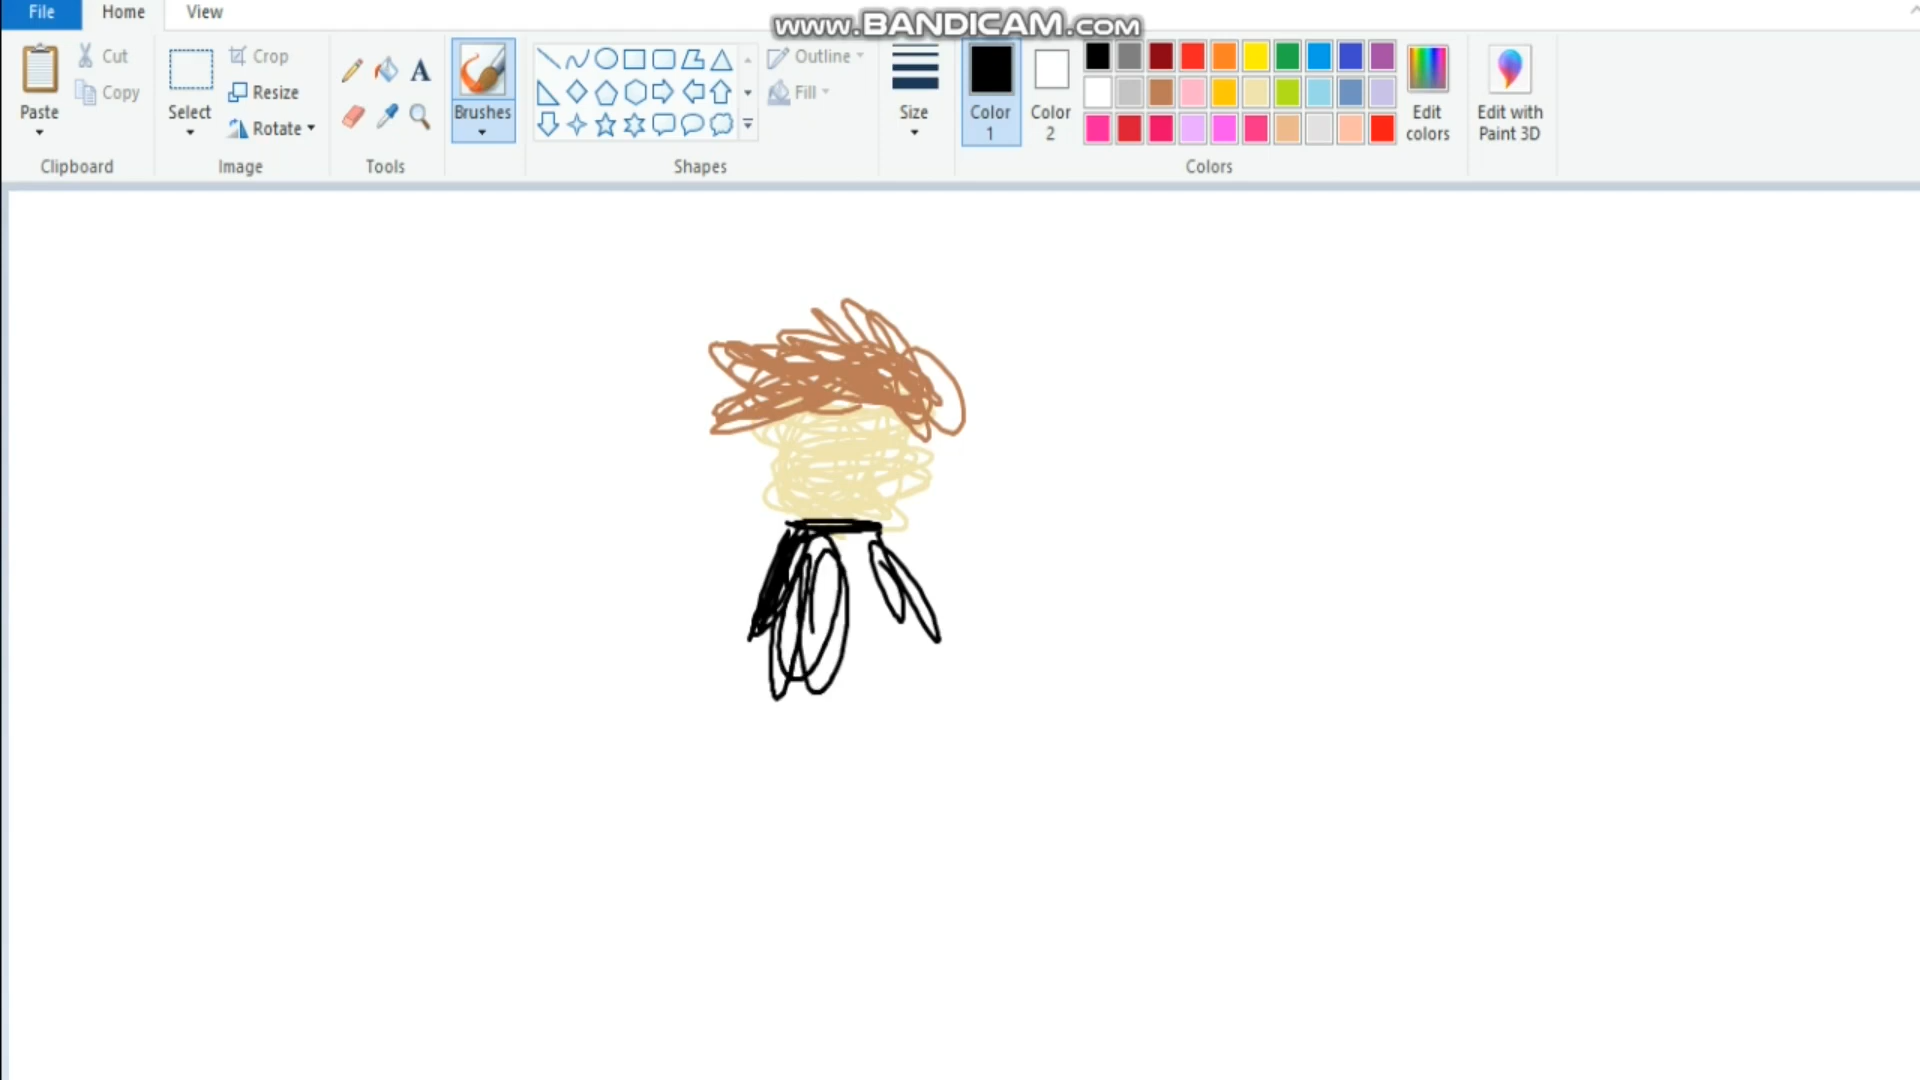 File Home View
www.BANDICAM.com
Paste
Cut
Copy
Clipboard
Select
Crop
Resize
Rotate
Image
A
Tools
Brushes
Shapes
Outline
Fill
Size
Color
1
Color
2
Colors
Edit
colors
Edit with
Paint 3D